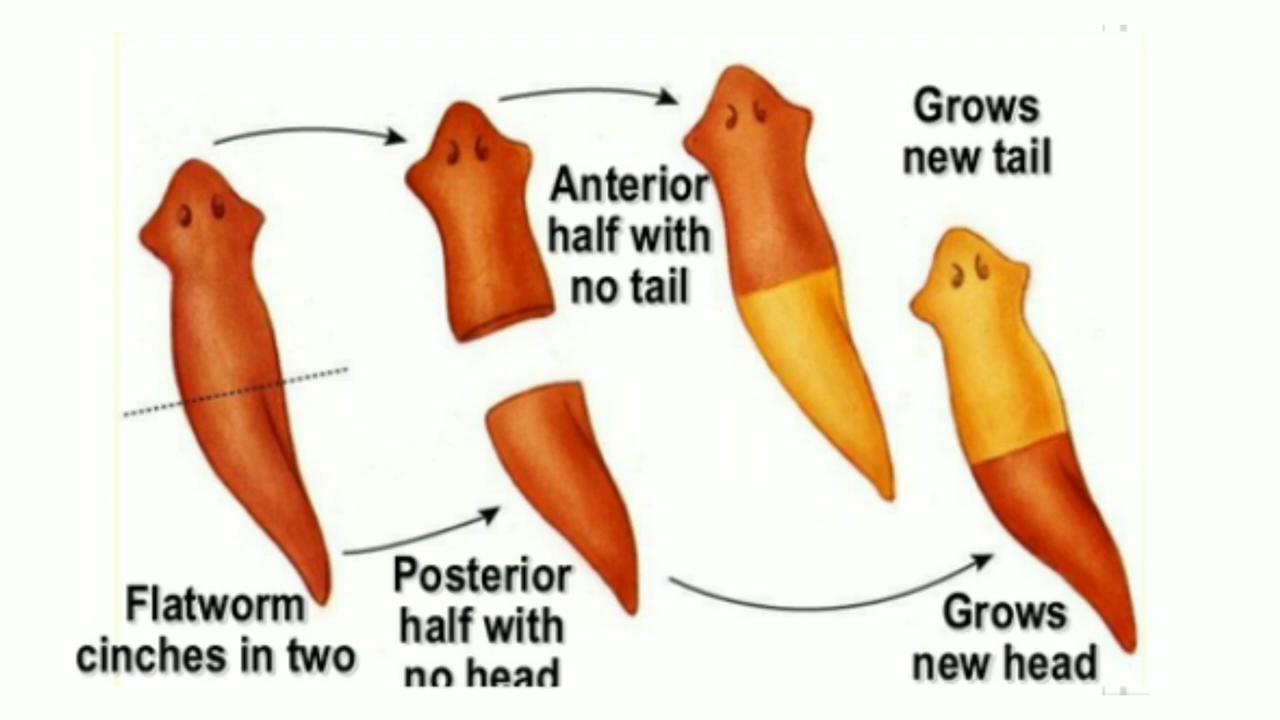 Flatworm
cinches in two
Anterior
half with
no tail
Posterior
half with
no head
Grows
new tail
Grows
new head